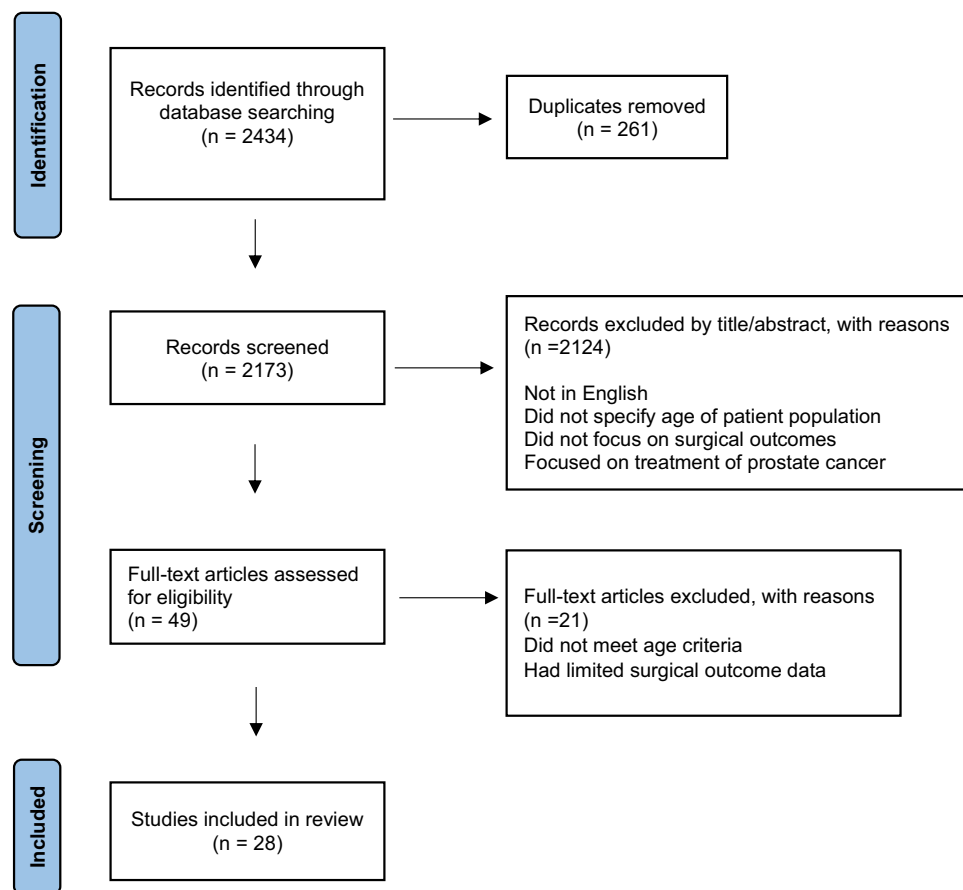 Identification
Records identified through
database searching
(n = 2434)
Duplicates removed
(n = 261)
Screening
Records screened
(n = 2173)
Records excluded by title/abstract, with reasons
(n =2124)
Not in English
Did not specify age of patient population
Did not focus on surgical outcomes
Focused on treatment of prostate cancer
Full-text articles assessed
for eligibility
(n = 49)
Full-text articles excluded, with reasons
(n =21)
Did not meet age criteria
Had limited surgical outcome data
Included
Studies included in review
(n = 28)